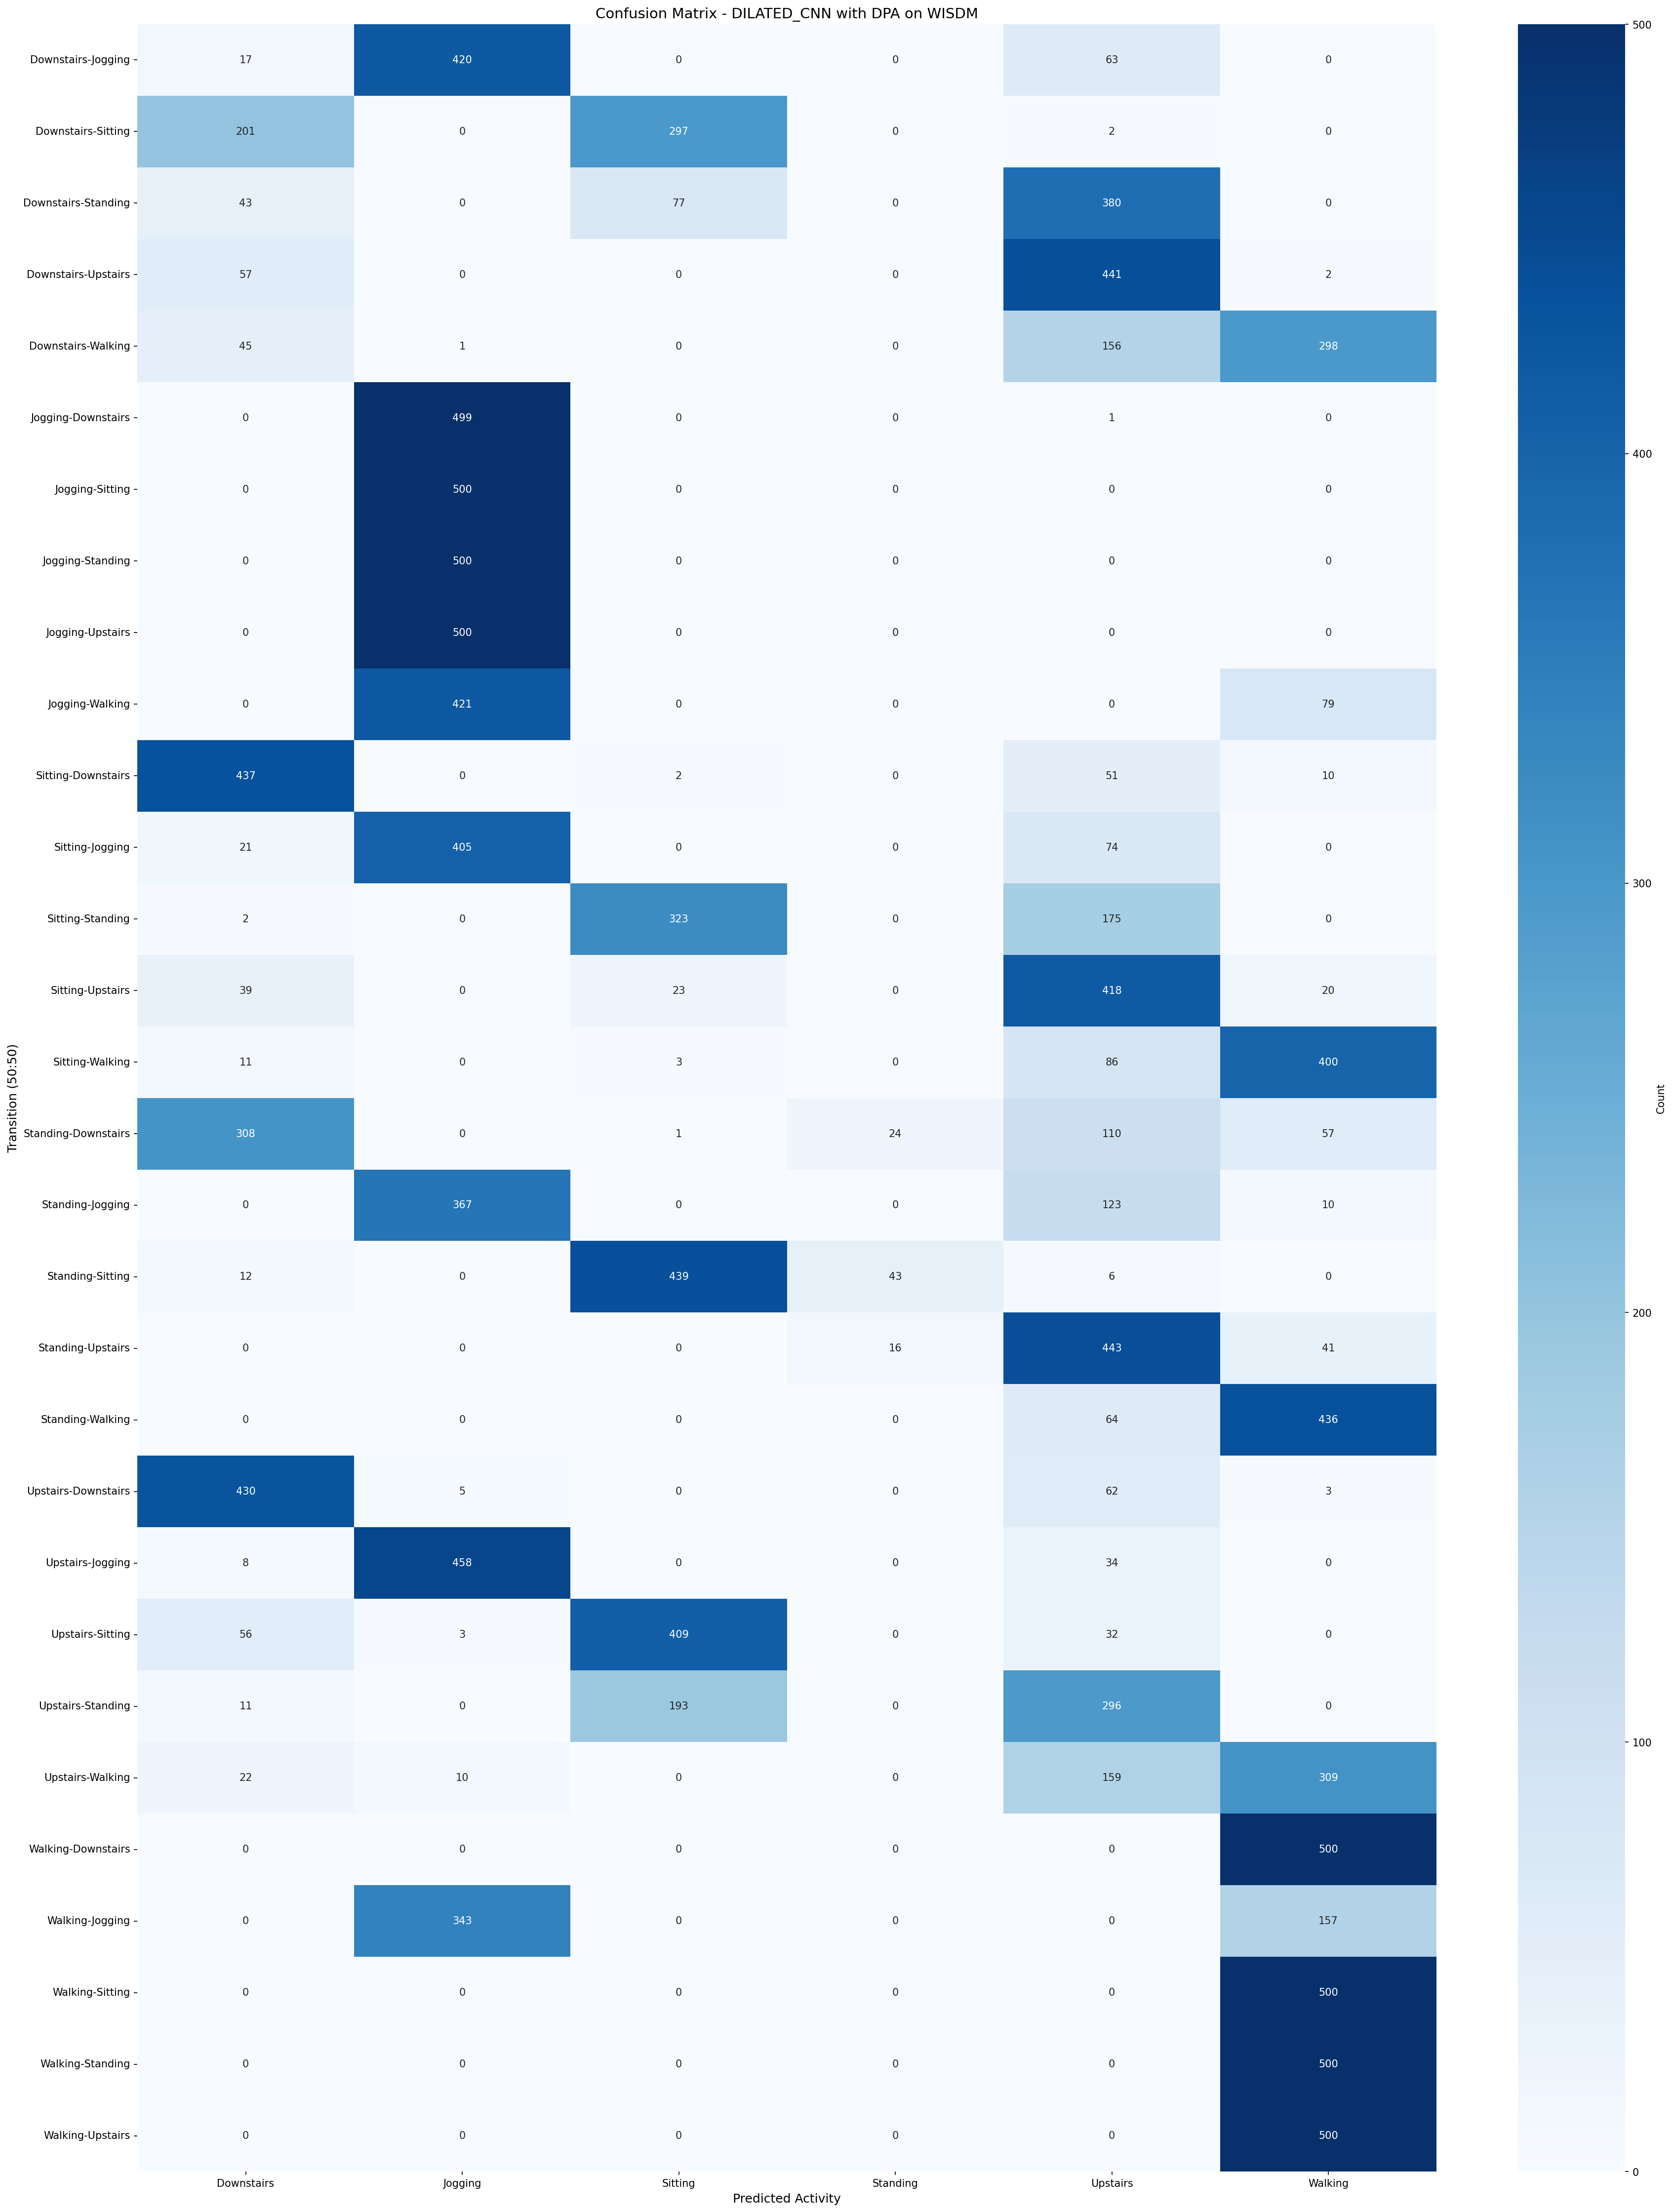 Confusion Matrix - DILATED_CNN with DPA on WISDM
Downstairs-Jogging 17 420 0 0 63 0
Downstairs-Sitting 201 0 297 0 2 0
Downstairs-Standing 43 0 77 0 380 0
Downstairs-Upstairs 57 0 0 0 441 2
Downstairs-Walking 45 1 0 0 156 298
Jogging-Downstairs 0 499 0 0 1 0
Jogging-Sitting 0 500 0 0 0 0
Jogging-Standing 0 500 0 0 0 0
Jogging-Upstairs 0 500 0 0 0 0
Jogging-Walking 0 421 0 0 0 79
Sitting-Downstairs 437 0 2 0 51 10
Sitting-Jogging 21 405 0 0 74 0
Sitting-Standing 2 0 323 0 175 0
Sitting-Upstairs 39 0 23 0 418 20
Sitting-Walking 11 0 3 0 86 400
Standing-Downstairs 308 0 1 24 110 57
Standing-Jogging 0 367 0 0 123 10
Standing-Sitting 12 0 439 43 6 0
Standing-Upstairs 0 0 0 16 443 41
Standing-Walking 0 0 0 0 64 436
Upstairs-Downstairs 430 5 0 0 62 3
Upstairs-Jogging 8 458 0 0 34 0
Upstairs-Sitting 56 3 409 0 32 0
Upstairs-Standing 11 0 193 0 296 0
Upstairs-Walking 22 10 0 0 159 309
Walking-Downstairs 0 0 0 0 0 500
Walking-Jogging 0 343 0 0 0 157
Walking-Sitting 0 0 0 0 0 500
Walking-Standing 0 0 0 0 0 500
Walking-Upstairs 0 0 0 0 0 500
Downstairs Jogging Sitting Standing Upstairs Walking
Predicted Activity
Transition (50:50)
500
400
300
200
100
0
Count